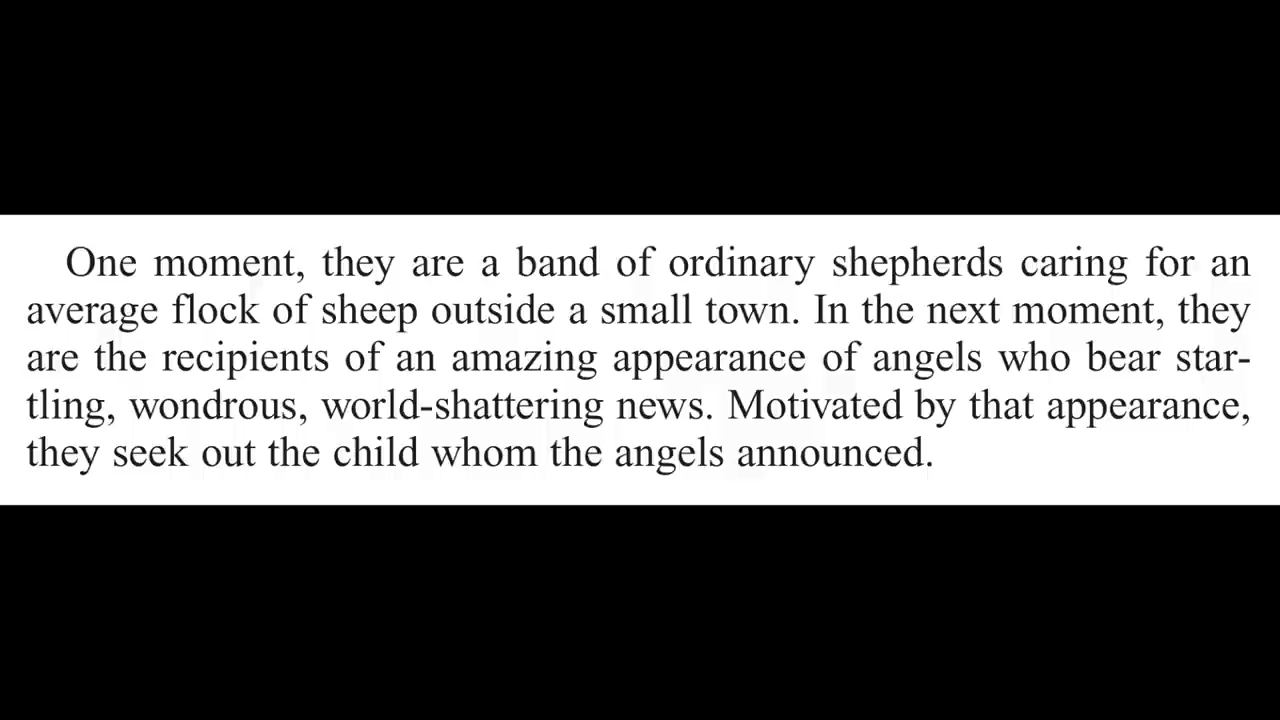 One moment, they are a band of ordinary shepherds caring for an
average flock of sheep outside a small town. In the next moment, they
are the recipients of an amazing appearance of angels who bear star-
tling, wondrous, world-shattering news. Motivated by that appearance,
they seek out the child whom the angels announced.